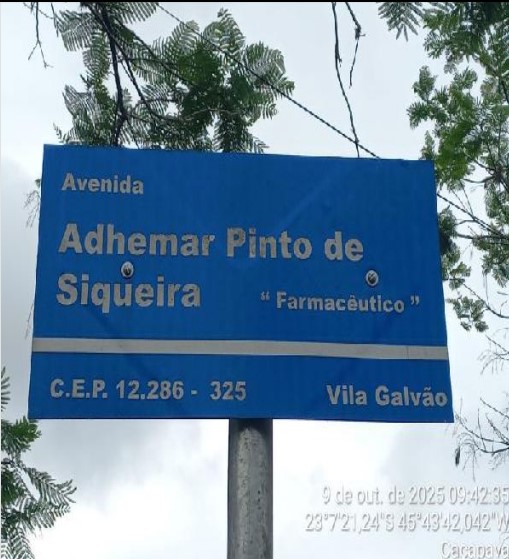 Avenida
Adhemar Pinto de
Siqueira “ Farmacêutico ”
C.E.P. 12.286 - 325 Vila Galvão
9 de out. de 2025 09:42:35
23°7'21,24"S 45°43'42,042"W
Caçapava